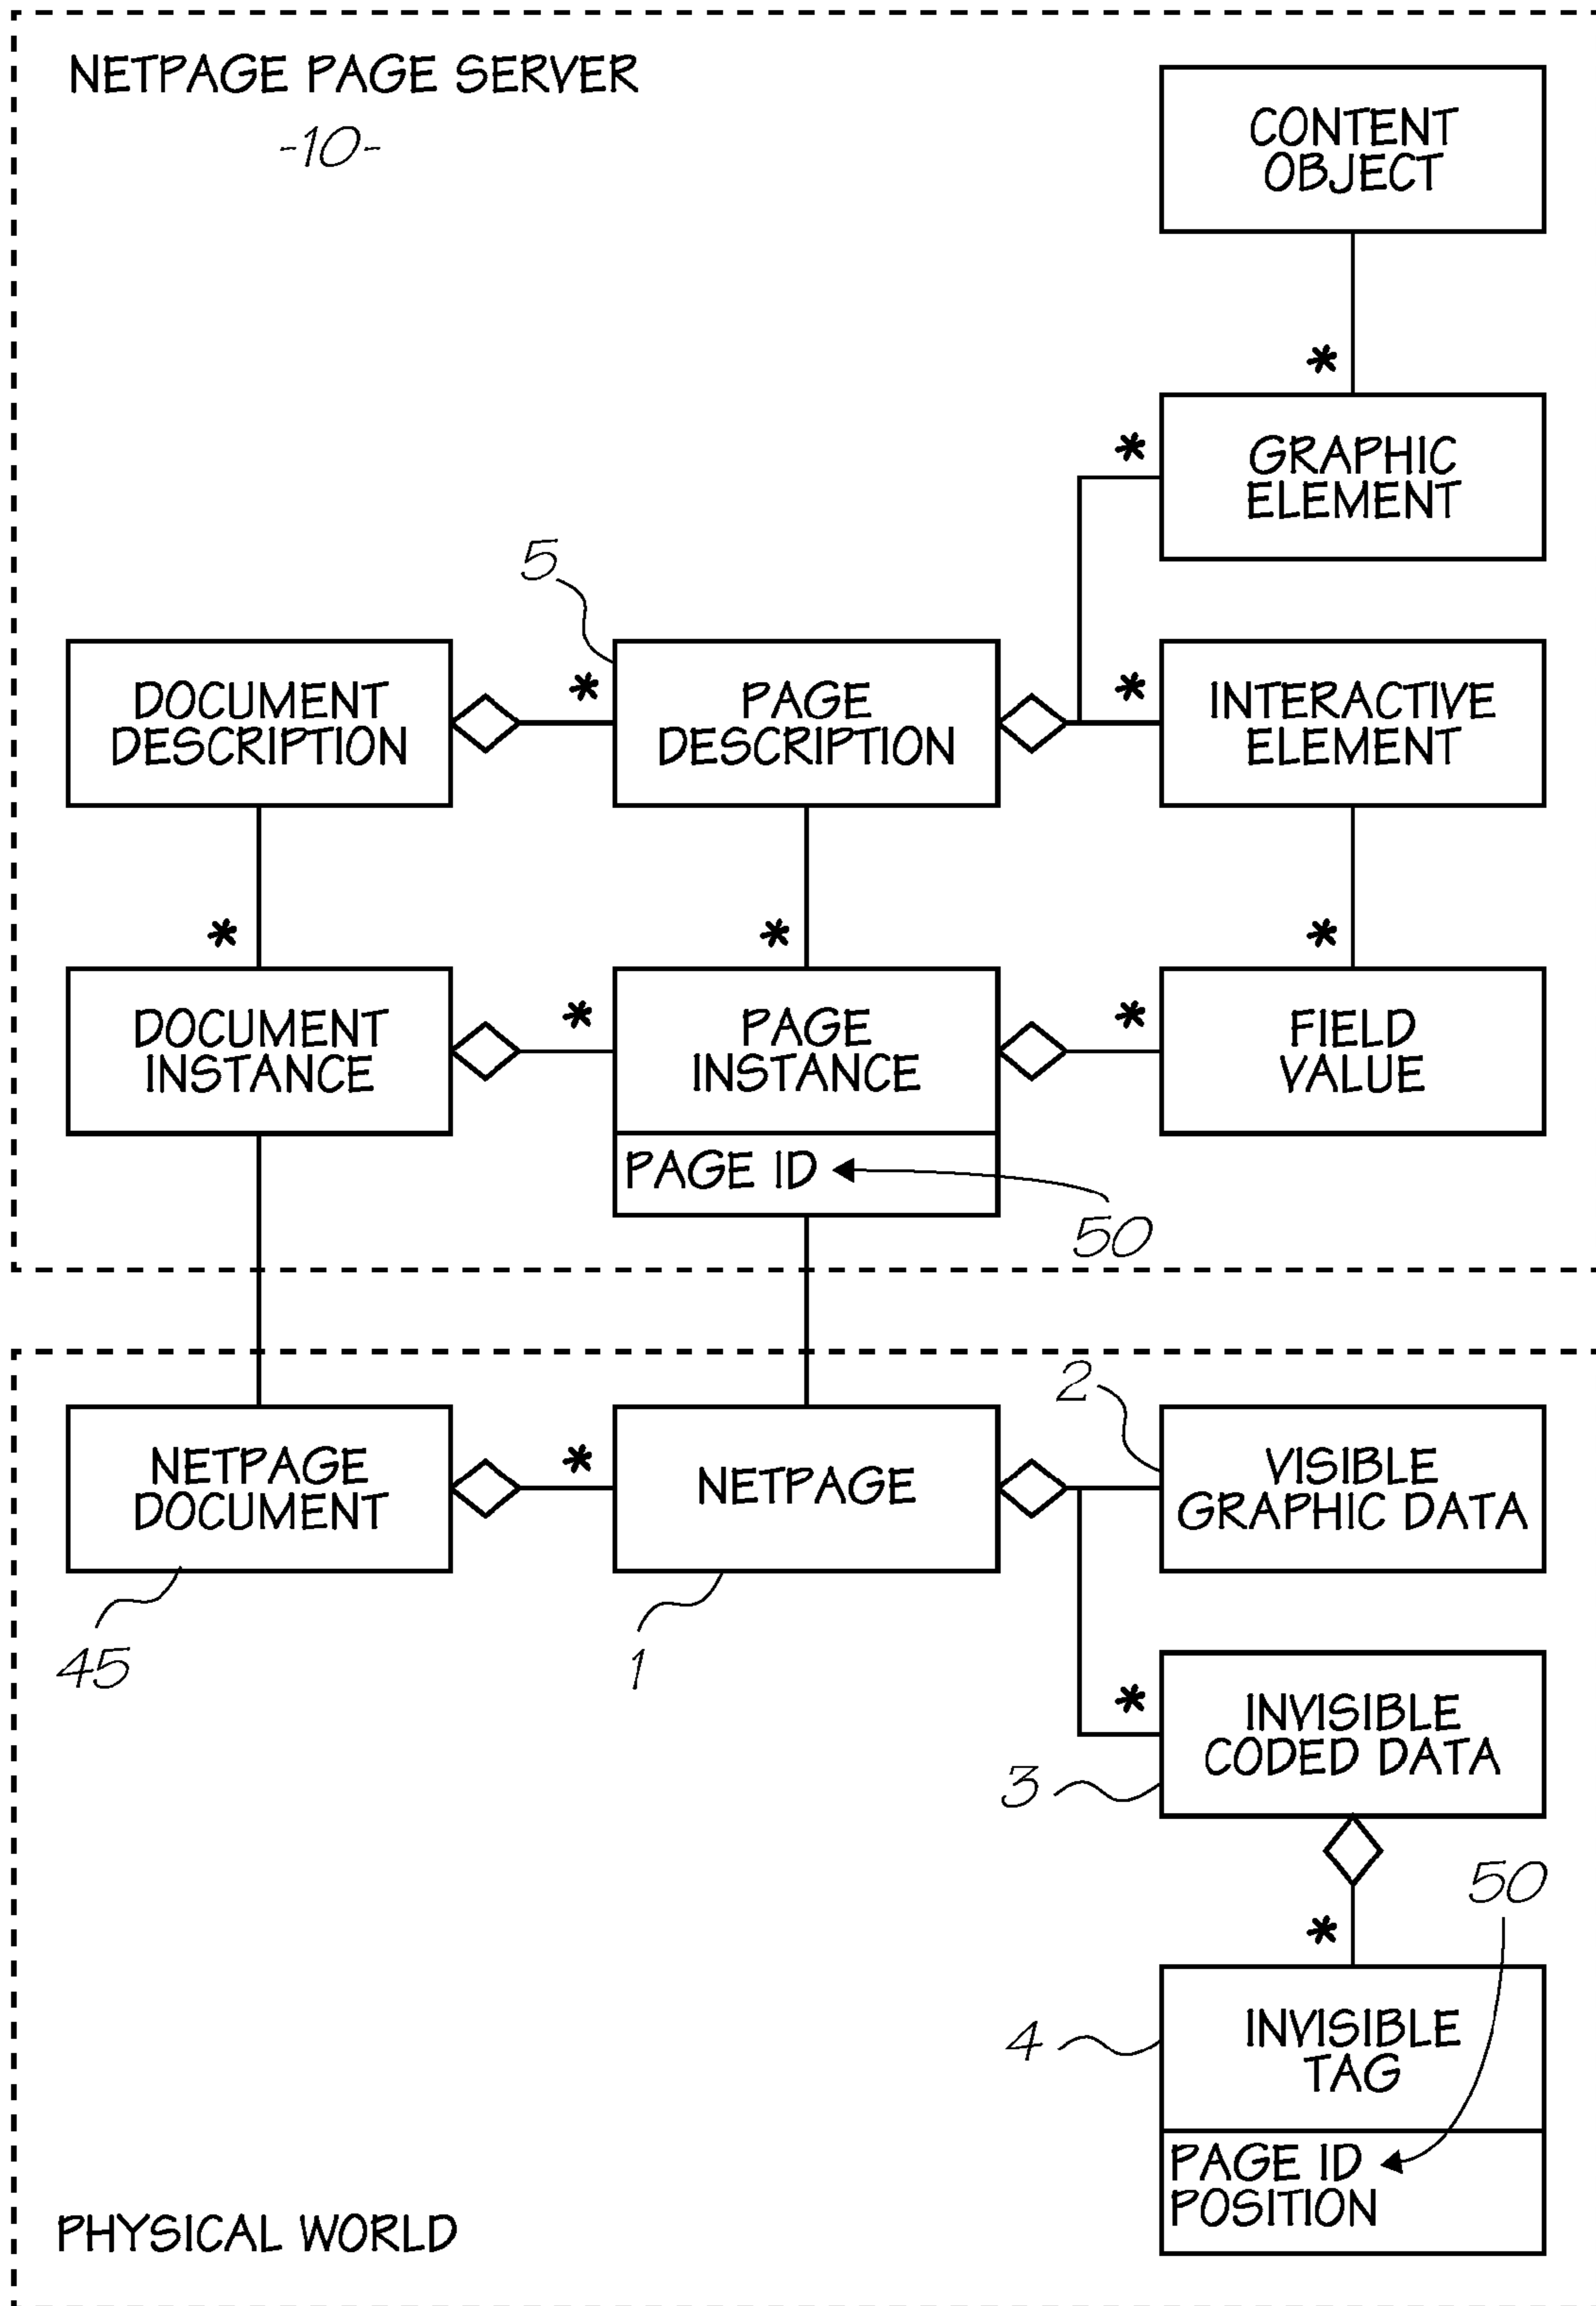 NETPAGE PAGE SERVER
-10-
CONTENT
OBJECT
*
*
GRAPHIC
ELEMENT
5
DOCUMENT
DESCRIPTION
*
PAGE
DESCRIPTION
*
INTERACTIVE
ELEMENT
*
*
*
DOCUMENT
INSTANCE
*
PAGE
INSTANCE
*
FIELD
VALUE
PAGE ID
50
2
NETPAGE
DOCUMENT
*
NETPAGE
VISIBLE
GRAPHIC DATA
45
1
*
INVISIBLE
CODED DATA
3
50
*
4
INVISIBLE
TAG
PAGE ID
POSITION
PHYSICAL WORLD